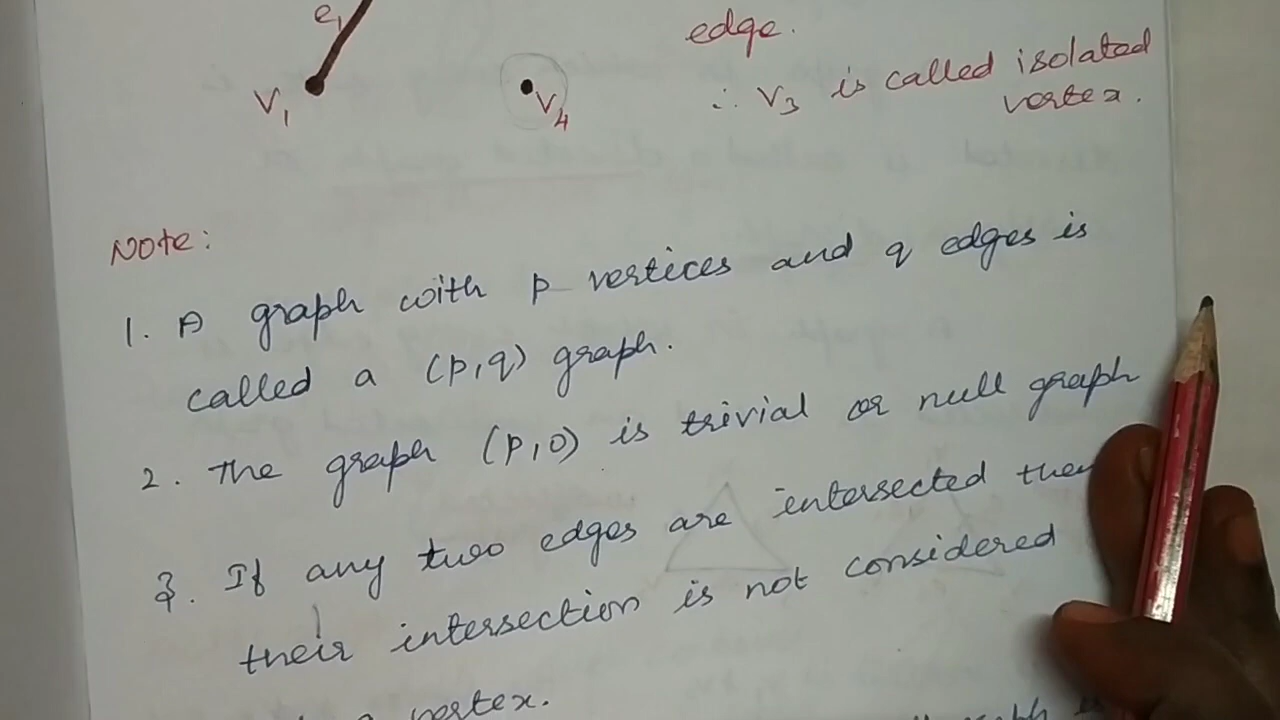 e1
edge.
V1
V4
∴ V3 is called isolated
vertex.
Note:
1. A graph with p vertices and q edges is
called a (p,q) graph.
2. The graph (p,0) is trivial or null graph
3. If any two edges are intersected then
their intersection is not considered
vertex.